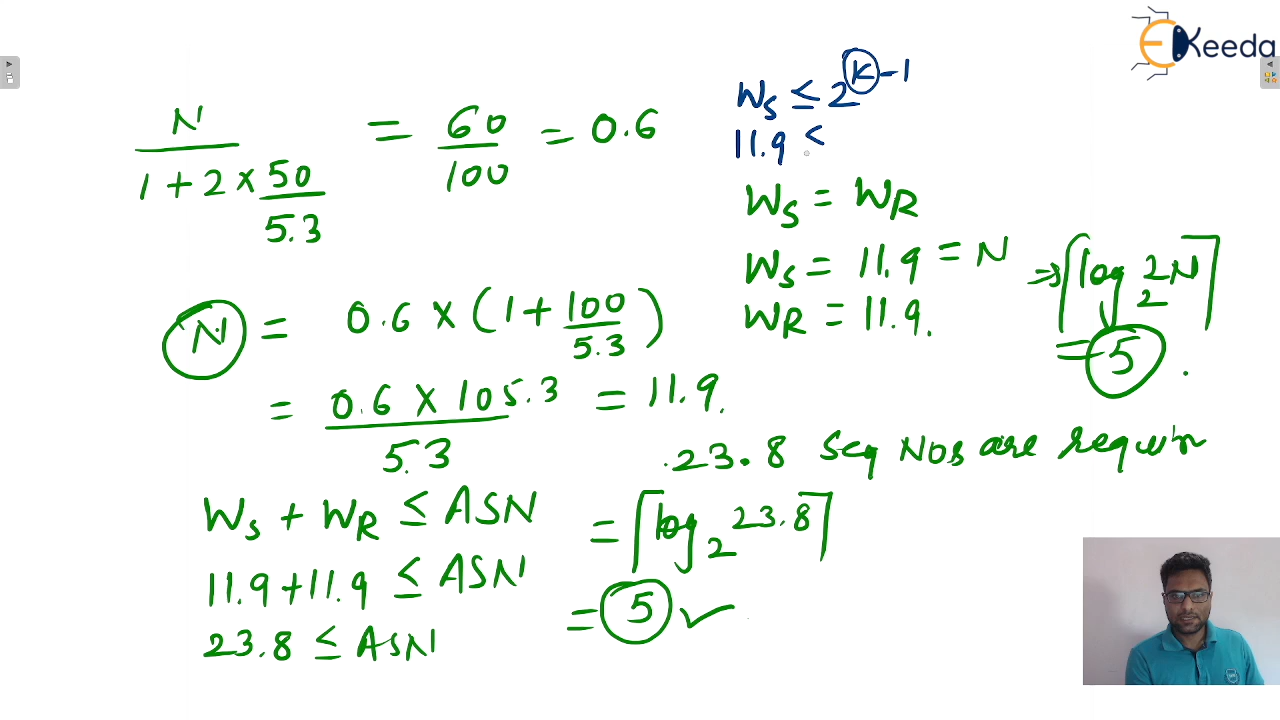 EKeeda
N / (1 + 2 × 50/5.3) = 60/100 = 0.6
N = 0.6 × (1 + 100/5.3)
= 0.6 × 105.3 / 5.3 = 11.9.
Ws + WR ≤ ASN
11.9 + 11.9 ≤ ASN
23.8 ≤ ASN
Ws ≤ 2^(K-1)
11.9 ≤
Ws = WR
Ws = 11.9 = N
WR = 11.9.
⇒ ⌈log₂ 2N⌉
= 5.
23.8 Seq NOs are
= ⌈log₂ 23.8⌉
= 5 ✓